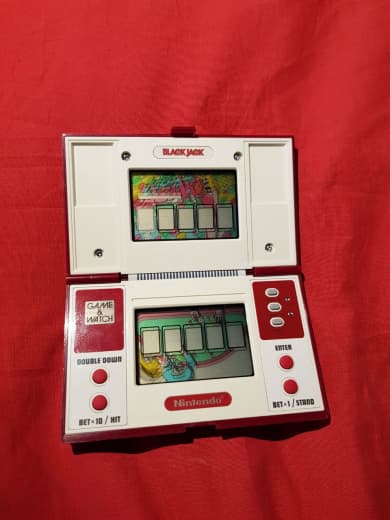 BLACK JACK
GAME
&
WATCH
DOUBLE DOWN
ENTER
BET×10 / HIT
Nintendo
BET×1 / STAND